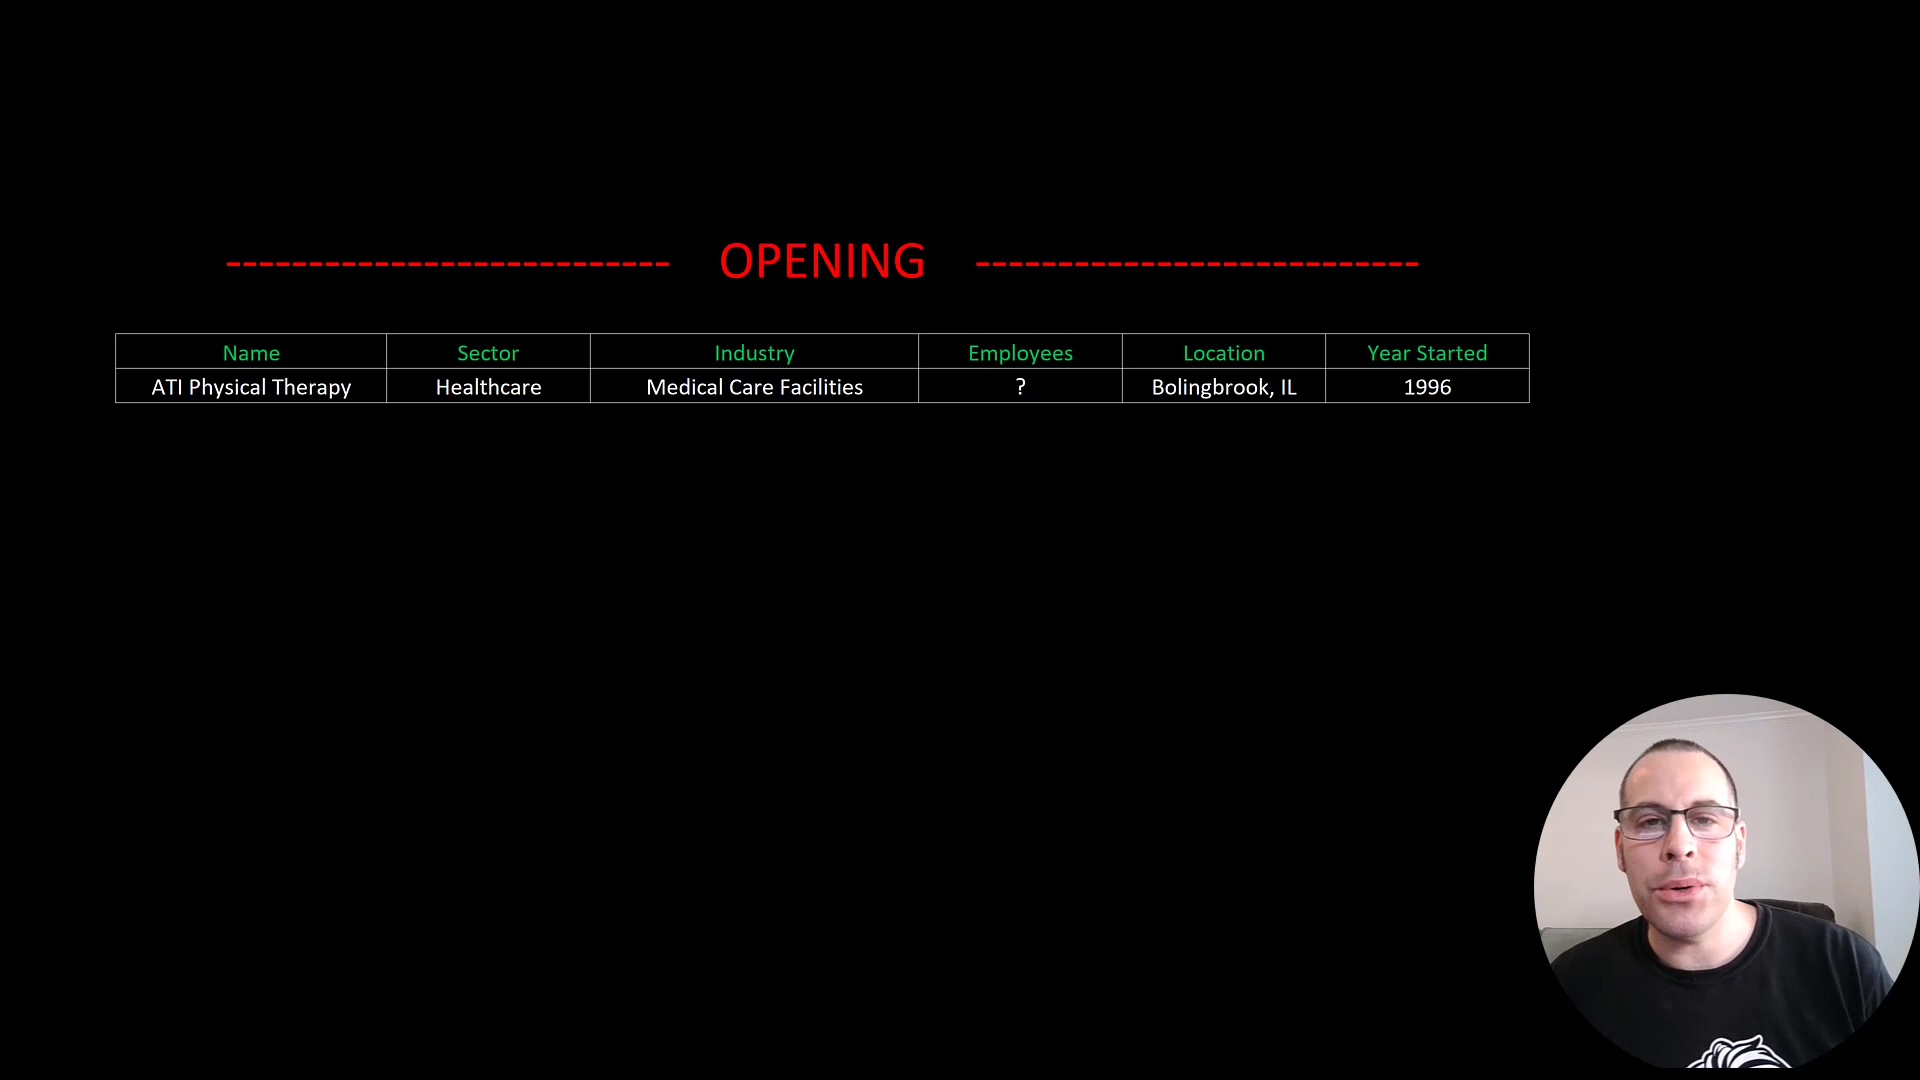 --------------------------- OPENING ---------------------------
Name Sector Industry Employees Location Year Started
ATI Physical Therapy Healthcare Medical Care Facilities ? Bolingbrook, IL 1996